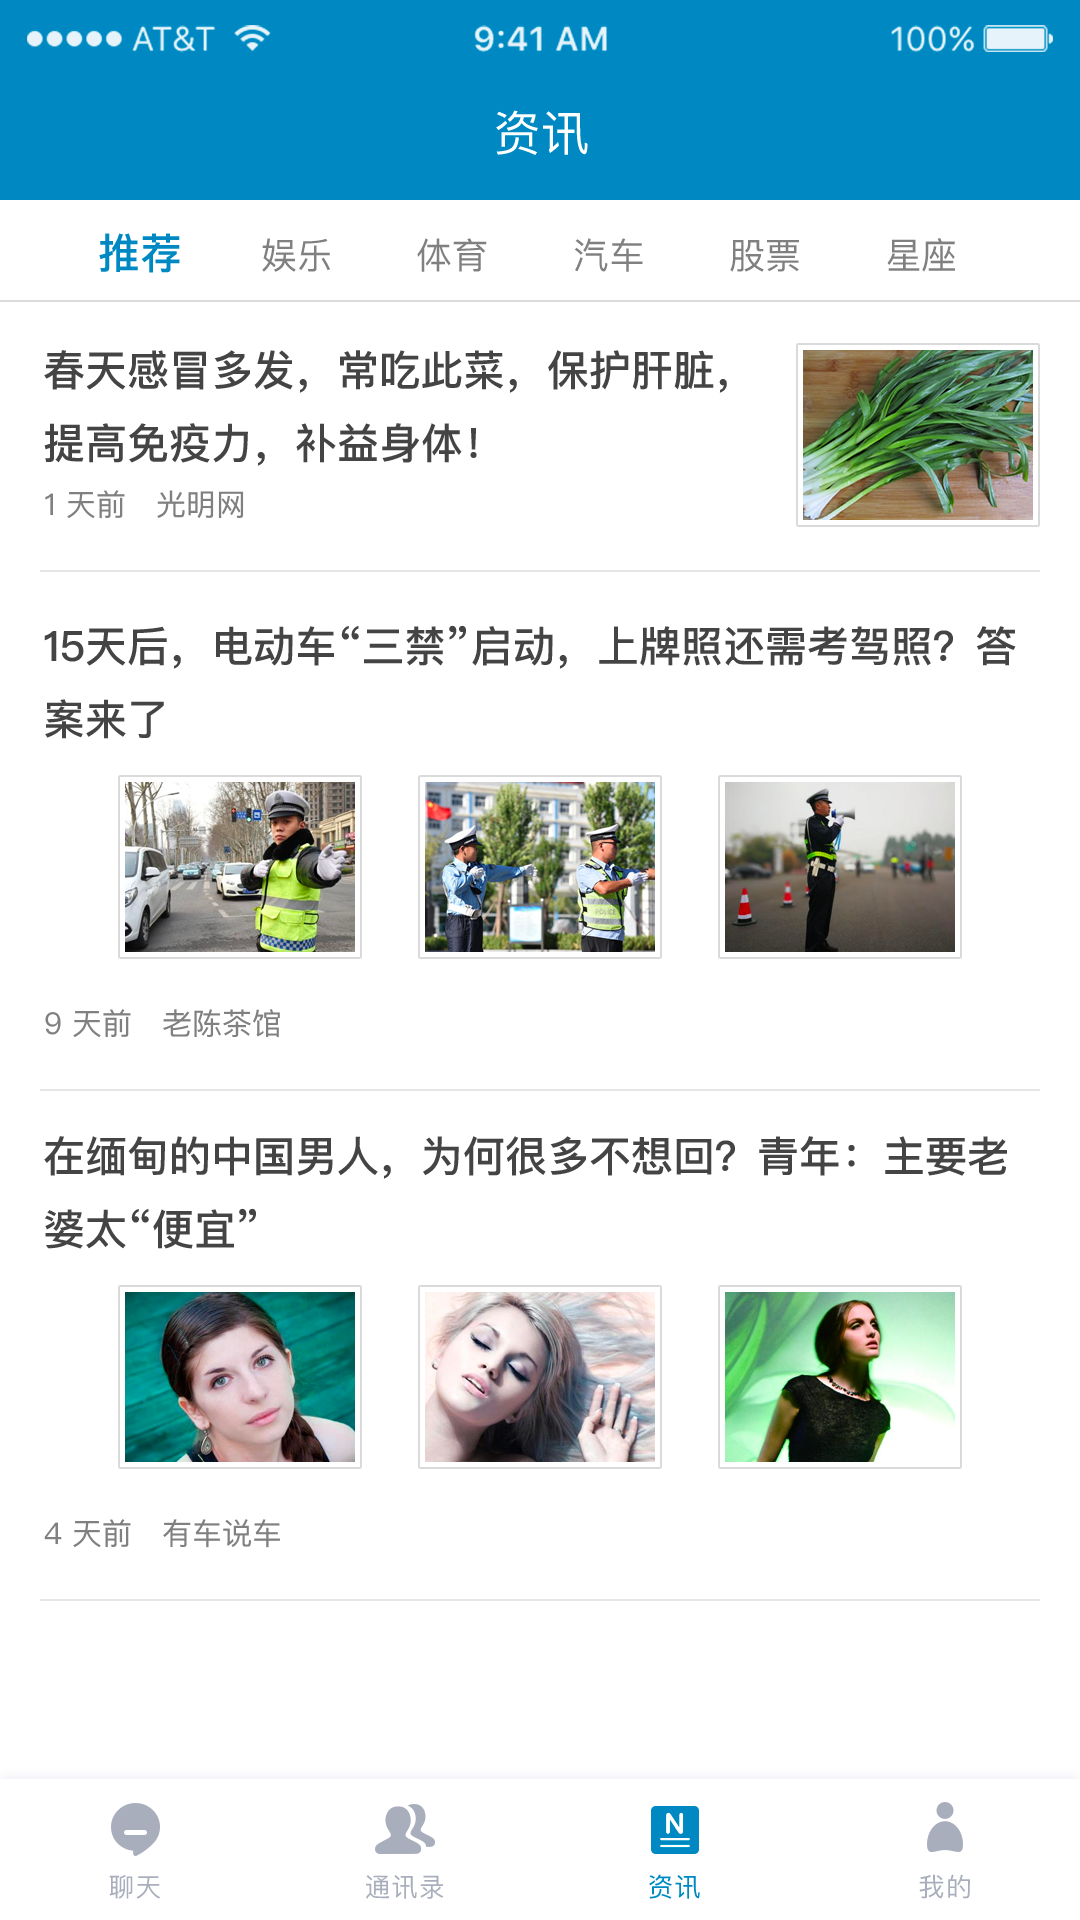 AT&T 9:41 AM 100%
资讯
推荐 娱乐 体育 汽车 股票 星座
春天感冒多发，常吃此菜，保护肝脏，
提高免疫力，补益身体！
1 天前 光明网
15天后，电动车“三禁”启动，上牌照还需考驾照？答
案来了
POLICE
9 天前 老陈茶馆
在缅甸的中国男人，为何很多不想回？青年：主要老
婆太“便宜”
4 天前 有车说车
N
聊天 通讯录 资讯 我的